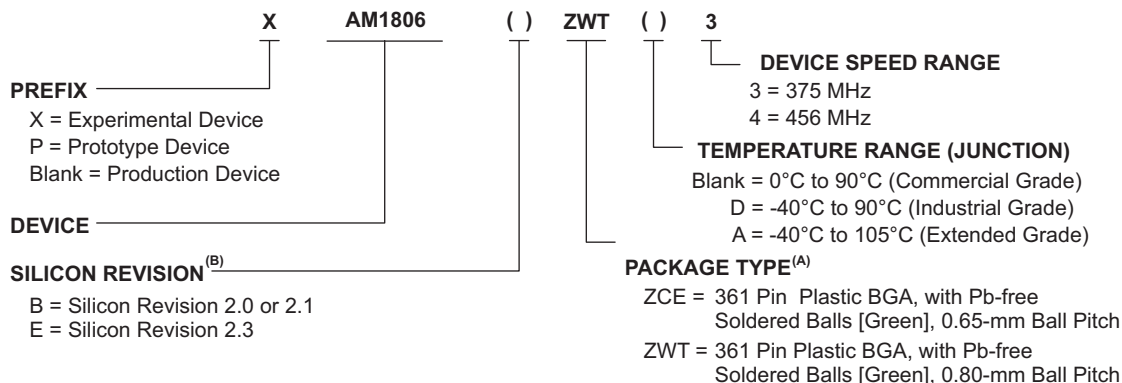 X AM1806 ( ) ZWT ( ) 3
PREFIX
X = Experimental Device
P = Prototype Device
Blank = Production Device
DEVICE
SILICON REVISION(B)
B = Silicon Revision 2.0 or 2.1
E = Silicon Revision 2.3
DEVICE SPEED RANGE
3 = 375 MHz
4 = 456 MHz
TEMPERATURE RANGE (JUNCTION)
Blank = 0°C to 90°C (Commercial Grade)
D = -40°C to 90°C (Industrial Grade)
A = -40°C to 105°C (Extended Grade)
PACKAGE TYPE(A)
ZCE = 361 Pin Plastic BGA, with Pb-free
Soldered Balls [Green], 0.65-mm Ball Pitch
ZWT = 361 Pin Plastic BGA, with Pb-free
Soldered Balls [Green], 0.80-mm Ball Pitch